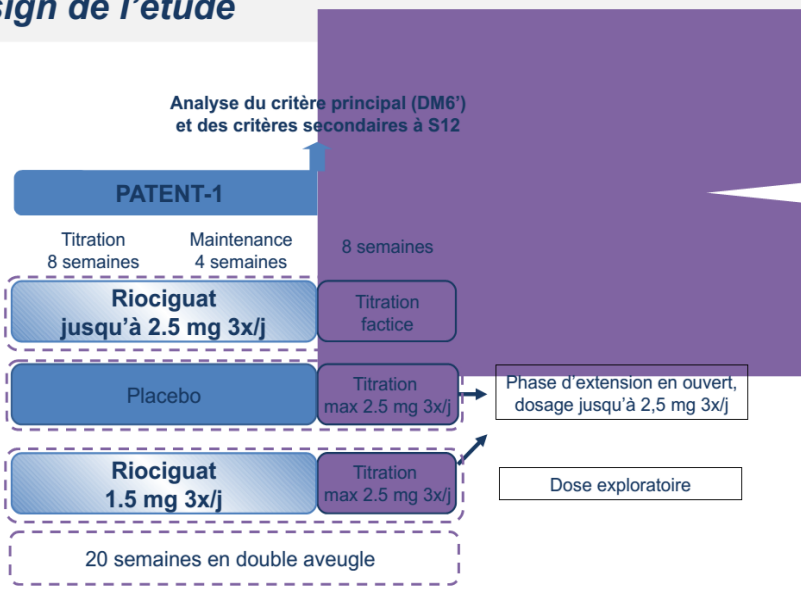 sign de l'étude
Analyse du critère principal (DM6')
et des critères secondaires à S12
PATENT-1
Titration
8 semaines
Maintenance
4 semaines
8 semaines
Riociguat
jusqu'à 2.5 mg 3x/j
Titration
factice
Placebo
Titration
max 2.5 mg 3x/j
Phase d'extension en ouvert,
dosage jusqu'à 2,5 mg 3x/j
Riociguat
1.5 mg 3x/j
Titration
max 2.5 mg 3x/j
Dose exploratoire
20 semaines en double aveugle